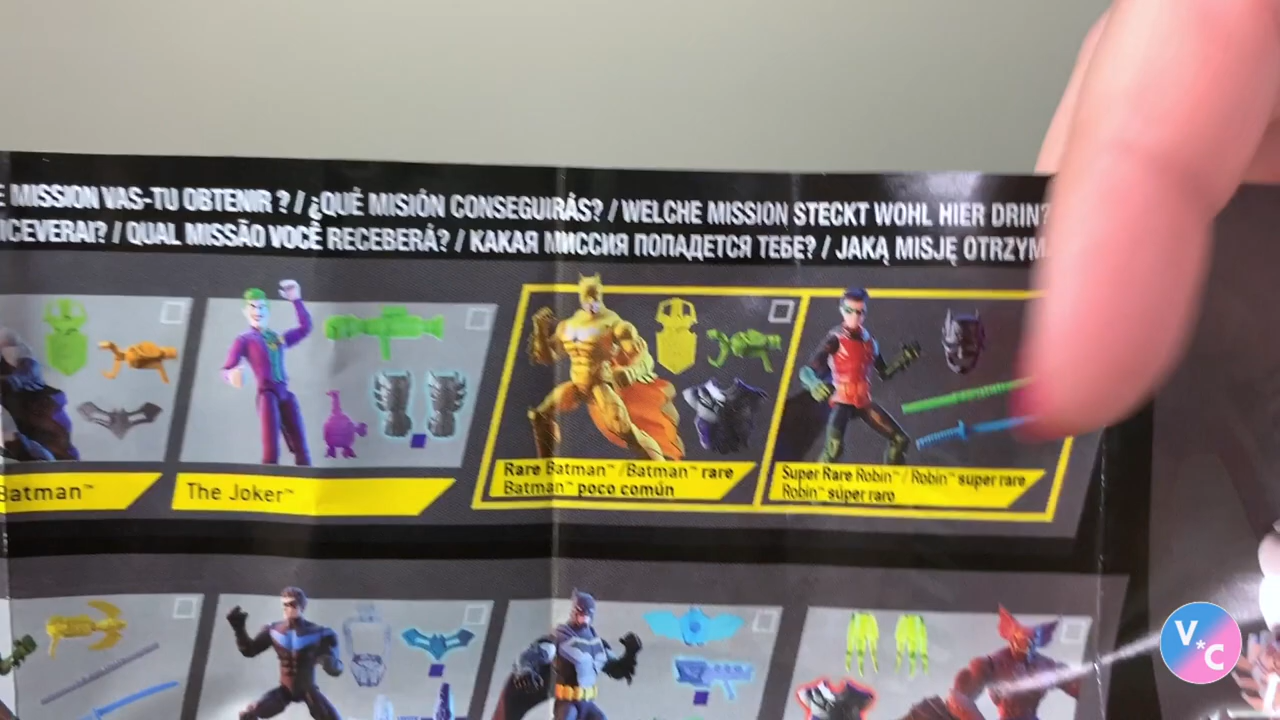 E MISSION VAS-TU OBTENIR ? / ¿QUÉ MISIÓN CONSEGUIRÁS? / WELCHE MISSION STECKT WOHL HIER DRIN?
ICEVERAI? / QUAL MISSÃO VOCÊ RECEBERÁ? / КАКАЯ МИССИЯ ПОПАДЕТСЯ ТЕБЕ? / JAKĄ MISJĘ OTRZYM
Batman™
The Joker™
Rare Batman™ / Batman™ rare
Batman™ poco común
Super Rare Robin™ / Robin™ super rare
Robin™ súper raro
V*C